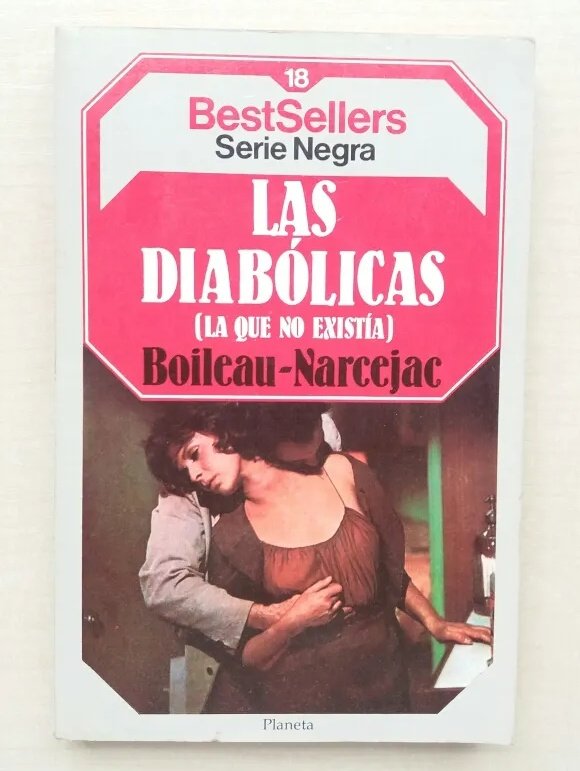 18
BestSellers
Serie Negra
LAS
DIABÓLICAS
(LA QUE NO EXISTÍA)
Boileau-Narcejac
Planeta